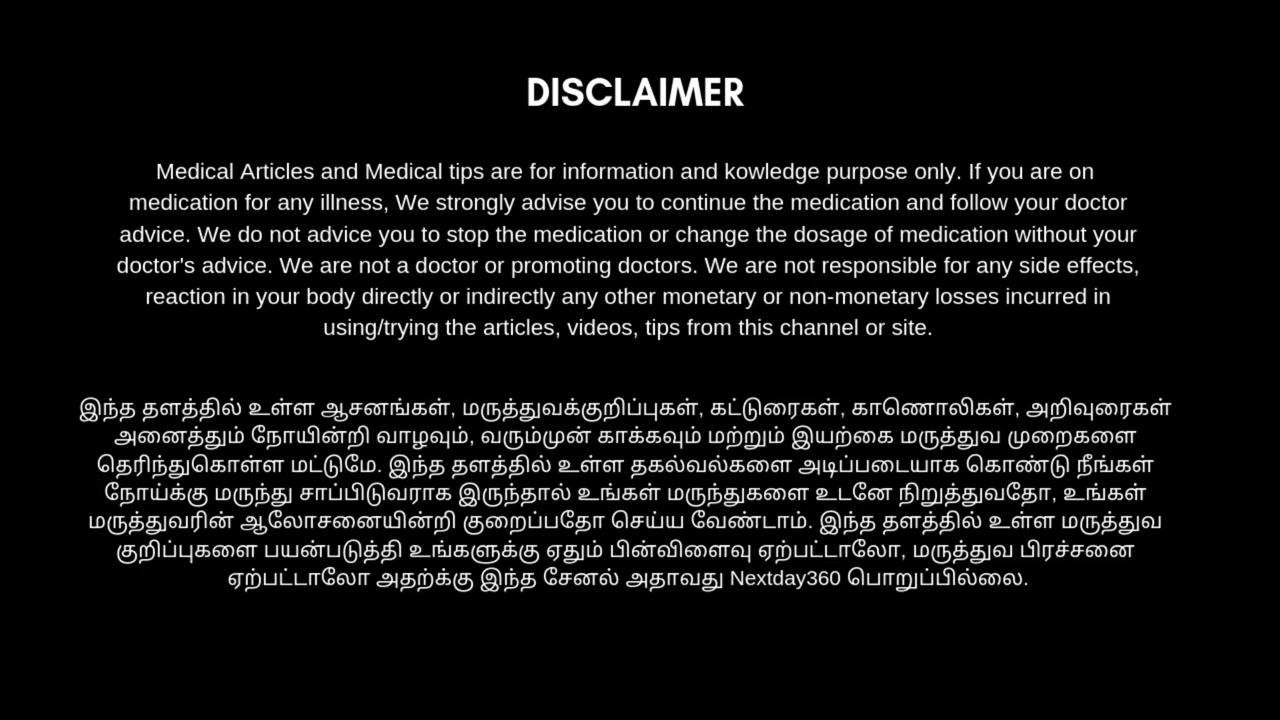 DISCLAIMER
Medical Articles and Medical tips are for information and kowledge purpose only. If you are on
medication for any illness, We strongly advise you to continue the medication and follow your doctor
advice. We do not advice you to stop the medication or change the dosage of medication without your
doctor's advice. We are not a doctor or promoting doctors. We are not responsible for any side effects,
reaction in your body directly or indirectly any other monetary or non-monetary losses incurred in
using/trying the articles, videos, tips from this channel or site.
இந்த தளத்தில் உள்ள ஆசனங்கள், மருத்துவக்குறிப்புகள், கட்டுரைகள், காணொலிகள், அறிவுரைகள்
அனைத்தும் நோயின்றி வாழவும், வரும்முன் காக்கவும் மற்றும் இயற்கை மருத்துவ முறைகளை
தெரிந்துகொள்ள மட்டுமே. இந்த தளத்தில் உள்ள தகல்வல்களை அடிப்படையாக கொண்டு நீங்கள்
நோய்க்கு மருந்து சாப்பிடுவராக இருந்தால் உங்கள் மருந்துகளை உடனே நிறுத்துவதோ, உங்கள்
மருத்துவரின் ஆலோசனையின்றி குறைப்பதோ செய்ய வேண்டாம். இந்த தளத்தில் உள்ள மருத்துவ
குறிப்புகளை பயன்படுத்தி உங்களுக்கு ஏதும் பின்விளைவு ஏற்பட்டாலோ, மருத்துவ பிரச்சனை
ஏற்பட்டாலோ அதற்க்கு இந்த சேனல் அதாவது Nextday360 பொறுப்பில்லை.